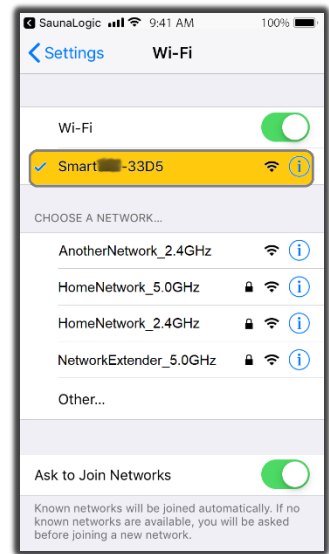 SaunaLogic 9:41 AM 100%
Settings Wi-Fi
Wi-Fi
Smart -33D5
CHOOSE A NETWORK...
AnotherNetwork_2.4GHz
HomeNetwork_5.0GHz
HomeNetwork_2.4GHz
NetworkExtender_5.0GHz
Other...
Ask to Join Networks
Known networks will be joined automatically. If no
known networks are available, you will be asked
before joining a new network.